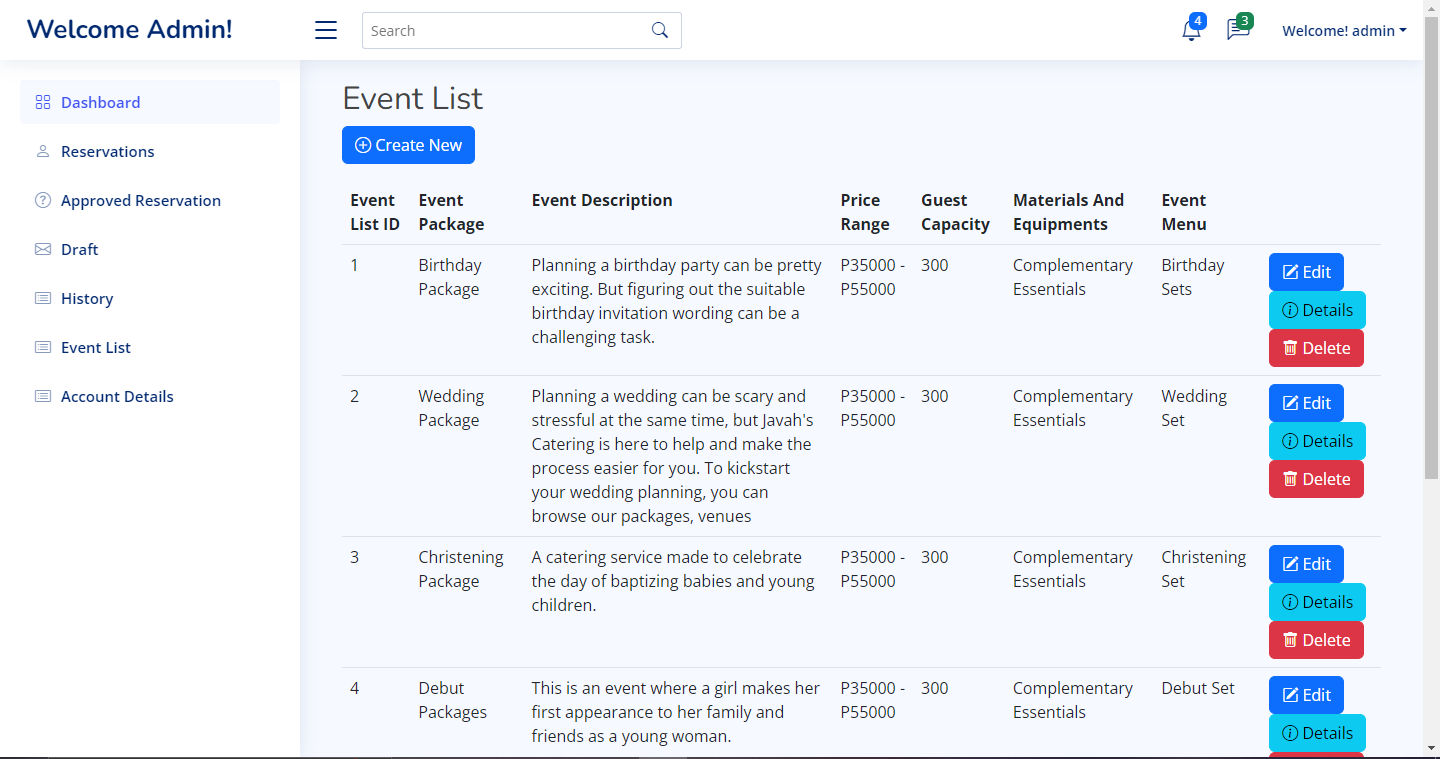 Welcome Admin!
Search
4
3
Welcome! admin
Dashboard
Reservations
Approved Reservation
Draft
History
Event List
Account Details
Event List
Create New
Event List ID
Event Package
Event Description
Price Range
Guest Capacity
Materials And Equipments
Event Menu
1
Birthday
Package
Planning a birthday party can be pretty
exciting. But figuring out the suitable
birthday invitation wording can be a
challenging task.
P35000 -
P55000
300
Complementary
Essentials
Birthday
Sets
Edit
Details
Delete
2
Wedding
Package
Planning a wedding can be scary and
stressful at the same time, but Javah's
Catering is here to help and make the
process easier for you. To kickstart
your wedding planning, you can
browse our packages, venues
P35000 -
P55000
300
Complementary
Essentials
Wedding
Set
Edit
Details
Delete
3
Christening
Package
A catering service made to celebrate
the day of baptizing babies and young
children.
P35000 -
P55000
300
Complementary
Essentials
Christening
Set
Edit
Details
Delete
4
Debut
Packages
This is an event where a girl makes her
first appearance to her family and
friends as a young woman.
P35000 -
P55000
300
Complementary
Essentials
Debut Set
Edit
Details